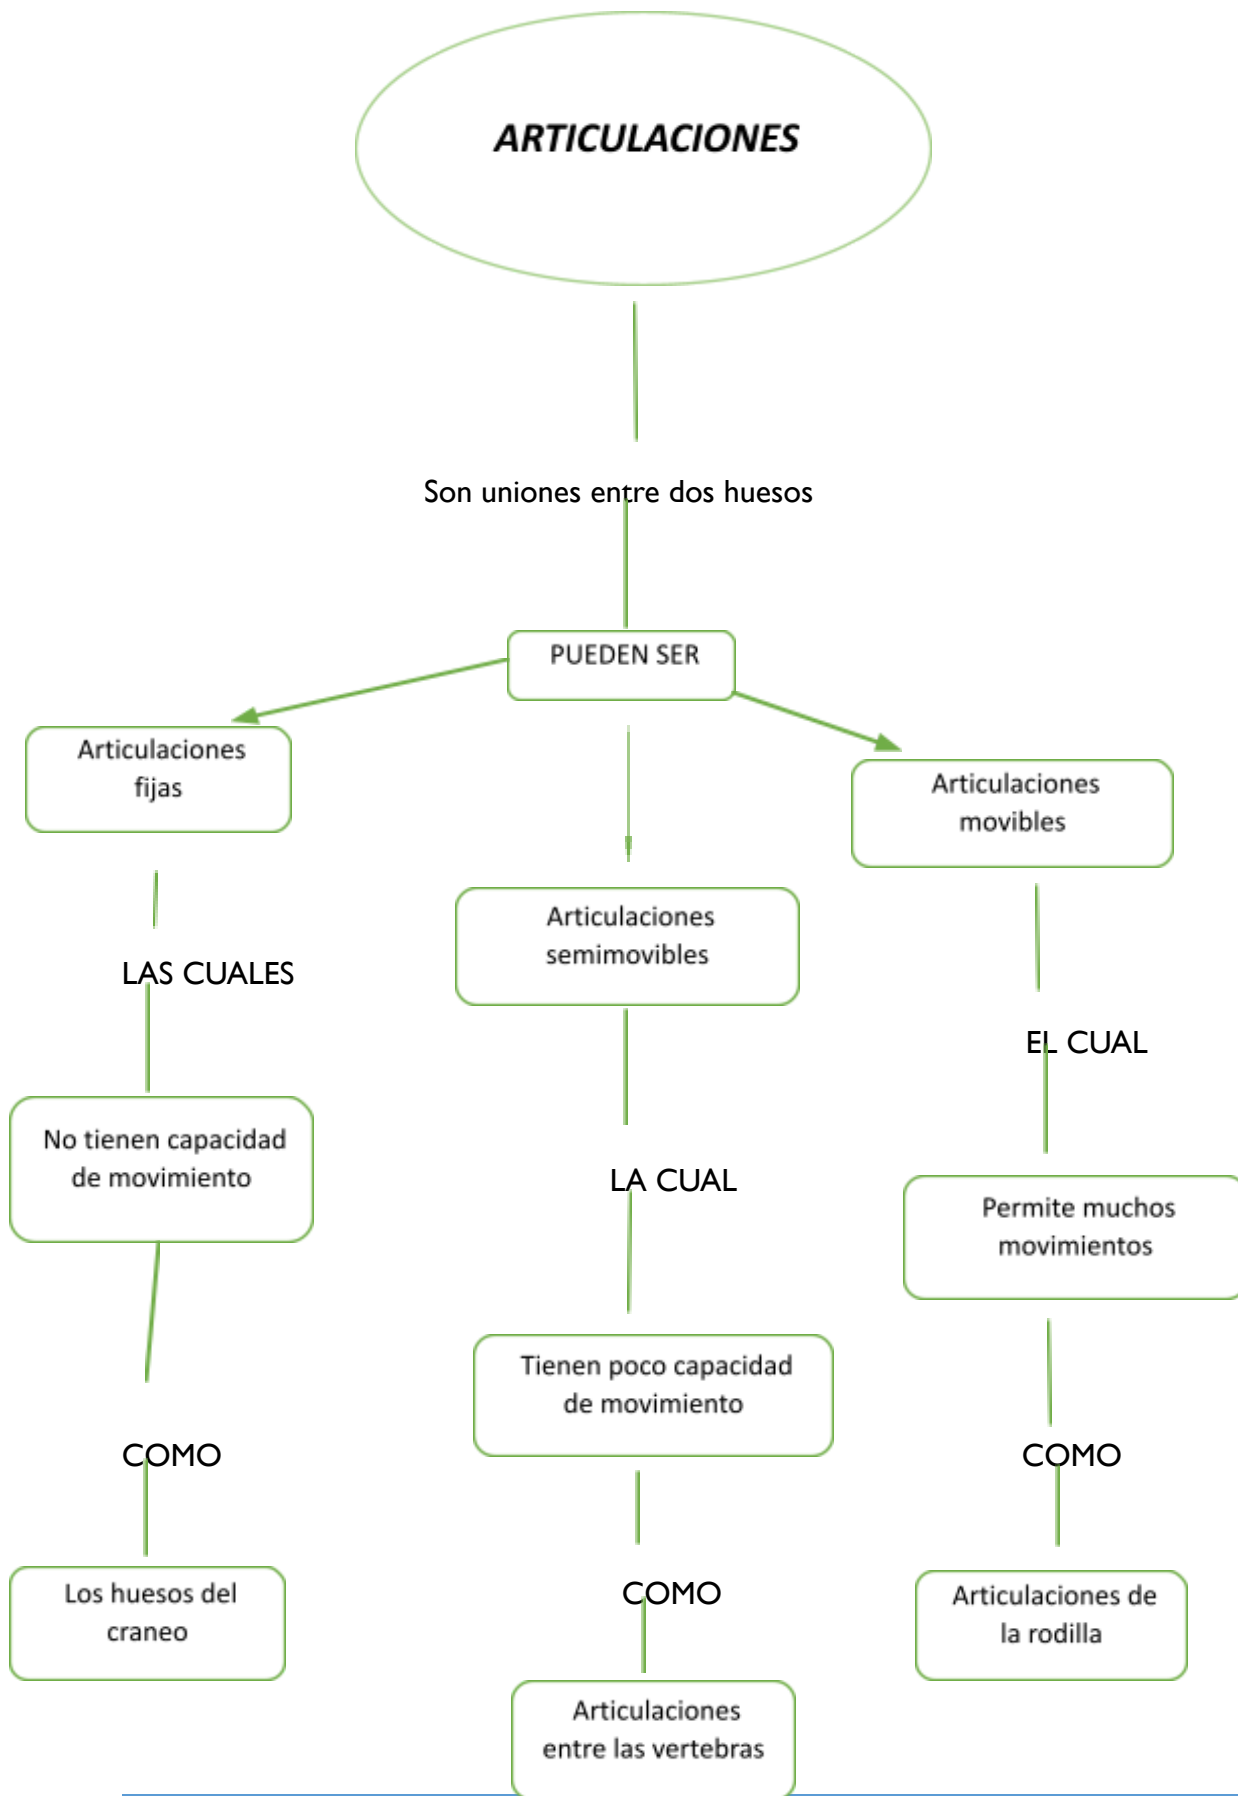 ARTICULACIONES
Son uniones entre dos huesos
PUEDEN SER
Articulaciones
fijas
LAS CUALES
No tienen capacidad
de movimiento
COMO
Los huesos del
craneo
Articulaciones
semimovibles
LA CUAL
Tienen poco capacidad
de movimiento
COMO
Articulaciones
entre las vertebras
Articulaciones
movibles
EL CUAL
Permite muchos
movimientos
COMO
Articulaciones de
la rodilla